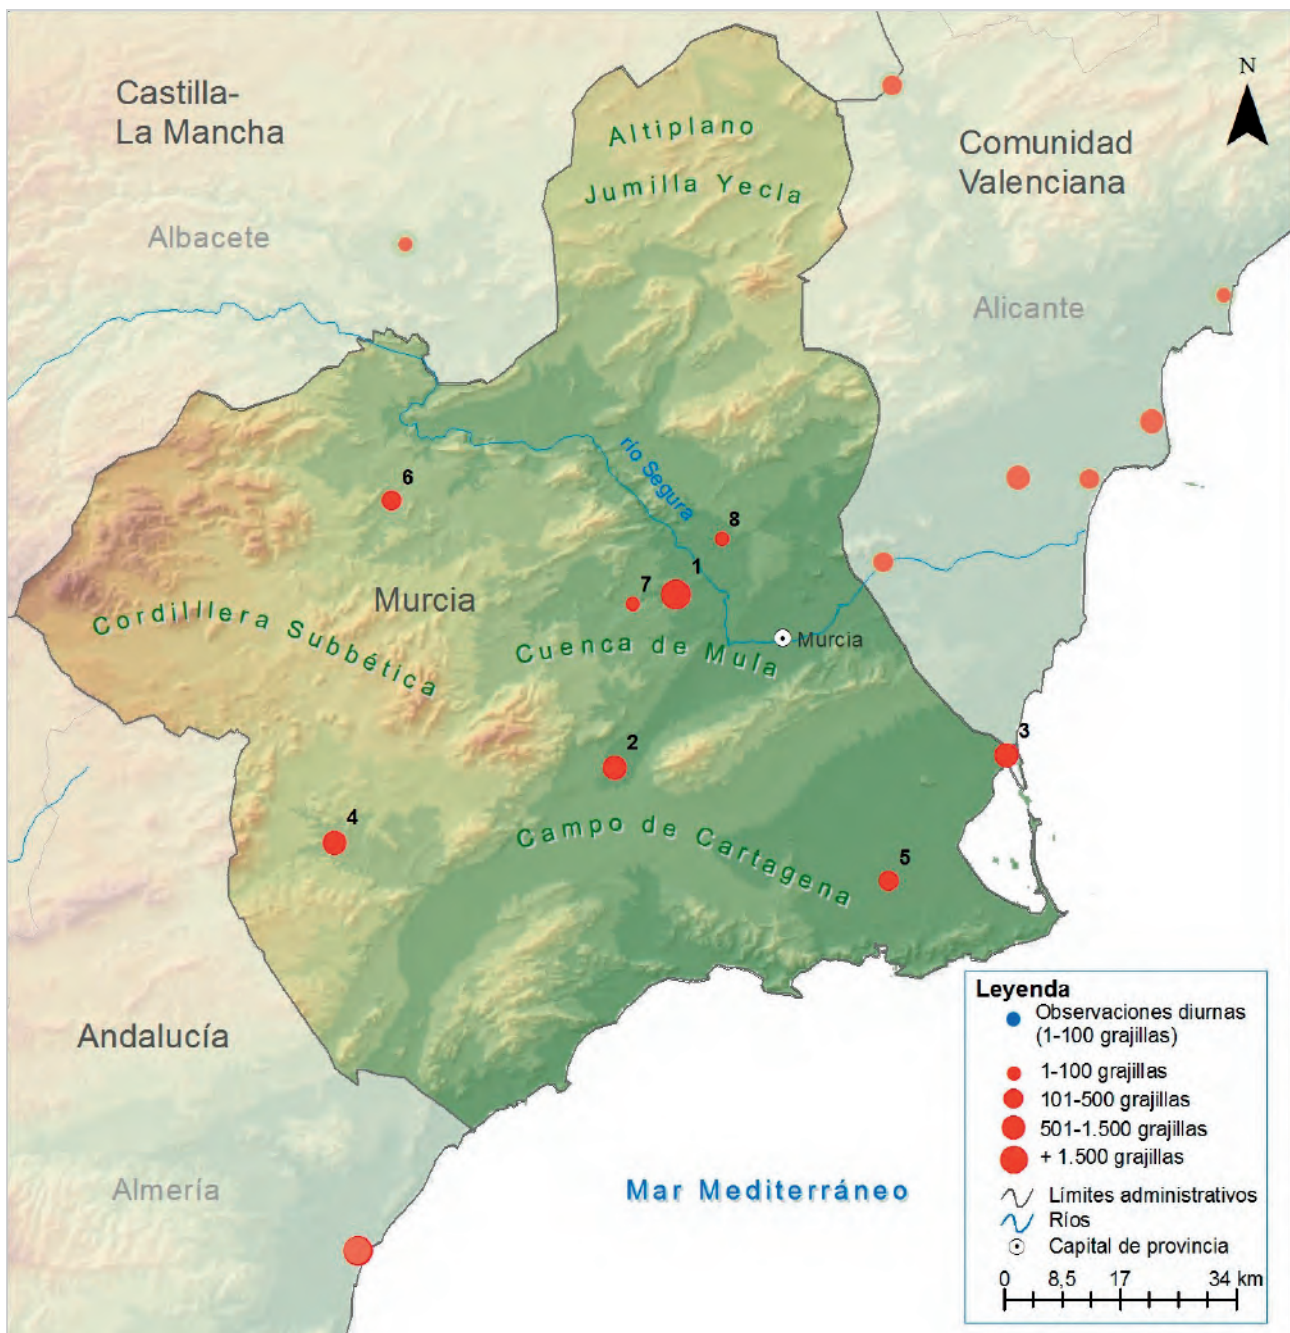 N
Castilla-
La Mancha
Altiplano
Jumilla Yecla
Comunidad
Valenciana
Albacete
Alicante
río Segura
6
8
1
7
Murcia
Cordilllera Subbética
Cuenca de Mula
Murcia
2
3
4
Campo de Cartagena
5
Andalucía
Almería
Mar Mediterráneo
Leyenda
Observaciones diurnas
(1-100 grajillas)
1-100 grajillas
101-500 grajillas
501-1.500 grajillas
+ 1.500 grajillas
Límites administrativos
Ríos
Capital de provincia
0 8,5 17 34 km